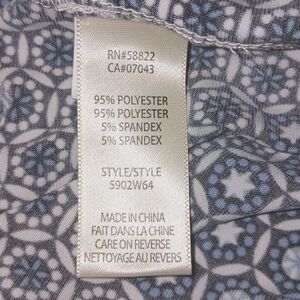 RN#58822
CA#07043
95% POLYESTER
95% POLYESTER
5% SPANDEX
5% SPANDEX
STYLE/STYLE
5902W64
MADE IN CHINA
FAIT DANS LA CHINE
CARE ON REVERSE
NETTOYAGE AU REVERS